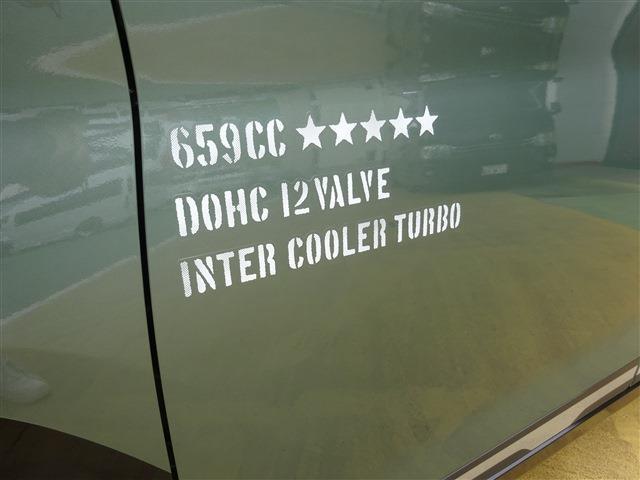 659CC ★★★★★
DOHC 12 VALVE
INTER COOLER TURBO